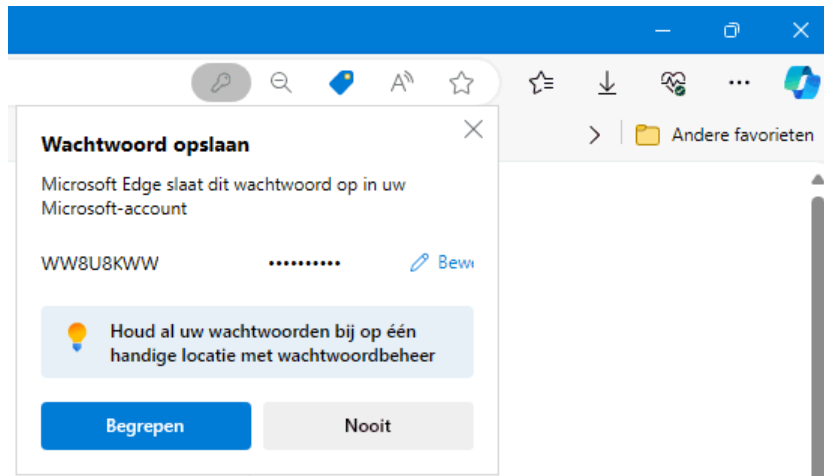 Andere favorieten
Wachtwoord opslaan
Microsoft Edge slaat dit wachtwoord op in uw
Microsoft-account
WW8U8KWW •••••••••• Bewe
Houd al uw wachtwoorden bij op één
handige locatie met wachtwoordbeheer
Begrepen Nooit